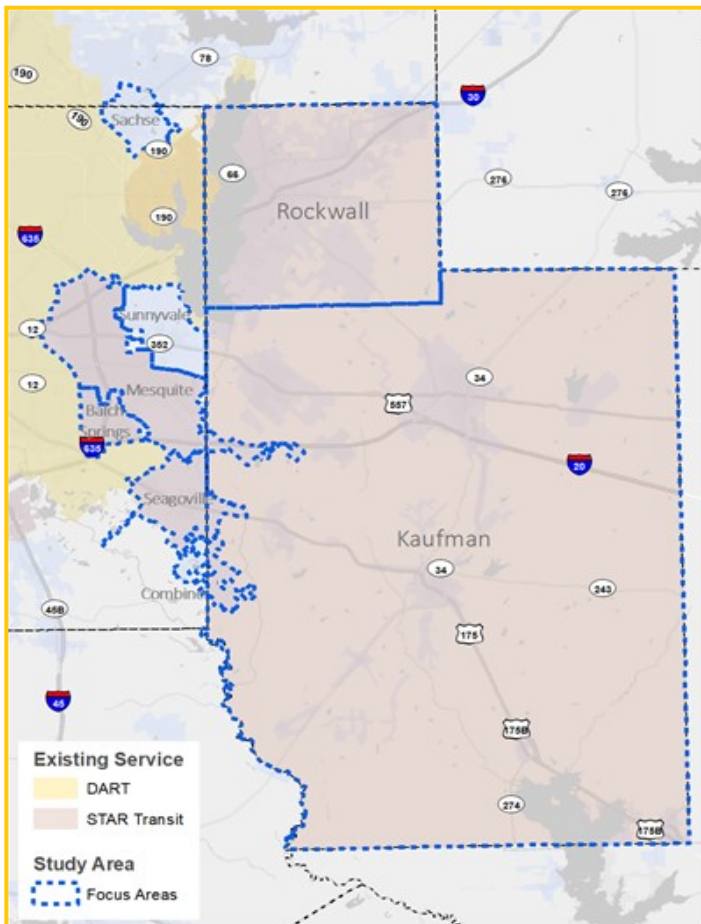 78
190
30
Sachse
190
190
66
276
276
190
Rockwall
635
Sunnyvale
12
352
34
12
Mesquite
557
Balch
Springs
635
20
Seagoville
Kaufman
34
243
Combine
45B
175
45
175B
274
175B
Existing Service
DART
STAR Transit
Study Area
Focus Areas